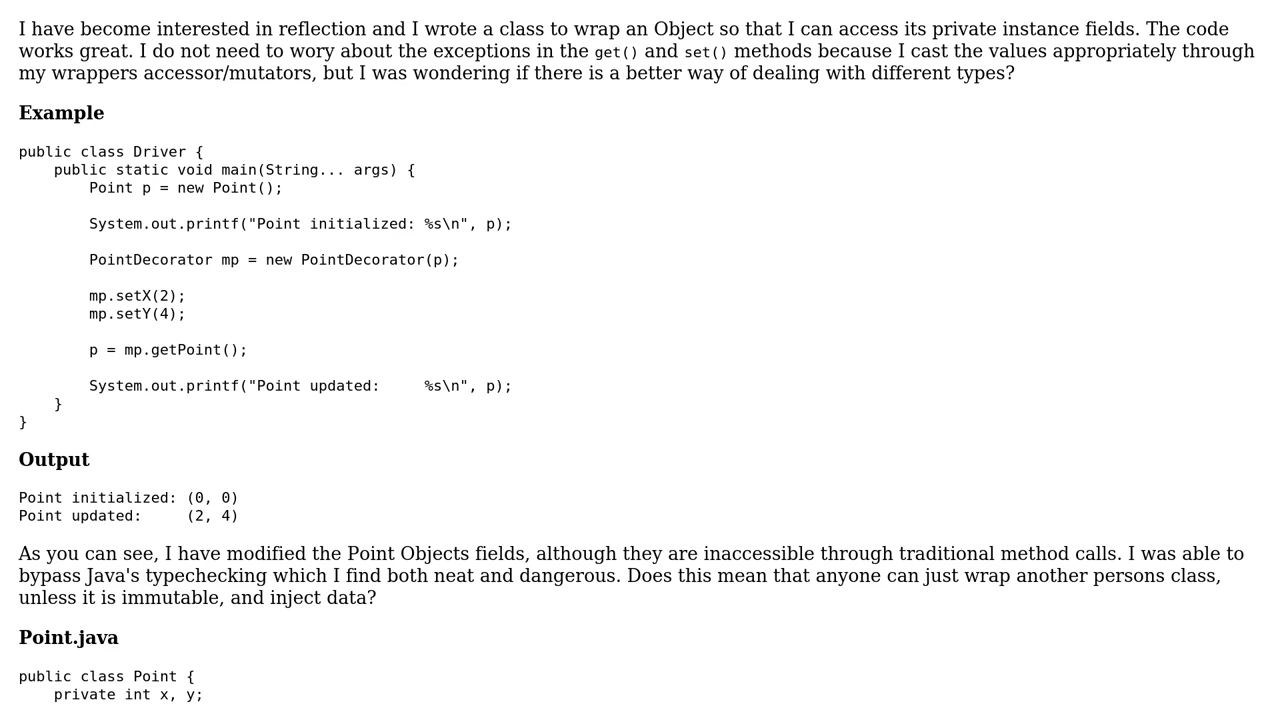 I have become interested in reflection and I wrote a class to wrap an Object so that I can access its private instance fields. The code
works great. I do not need to wory about the exceptions in the get() and set() methods because I cast the values appropriately through
my wrappers accessor/mutators, but I was wondering if there is a better way of dealing with different types?
Example
public class Driver {
    public static void main(String... args) {
        Point p = new Point();
        System.out.printf("Point initialized: %s\n", p);
        PointDecorator mp = new PointDecorator(p);
        mp.setX(2);
        mp.setY(4);
        p = mp.getPoint();
        System.out.printf("Point updated:     %s\n", p);
    }
}
Output
Point initialized: (0, 0)
Point updated:     (2, 4)
As you can see, I have modified the Point Objects fields, although they are inaccessible through traditional method calls. I was able to
bypass Java's typechecking which I find both neat and dangerous. Does this mean that anyone can just wrap another persons class,
unless it is immutable, and inject data?
Point.java
public class Point {
    private int x, y;